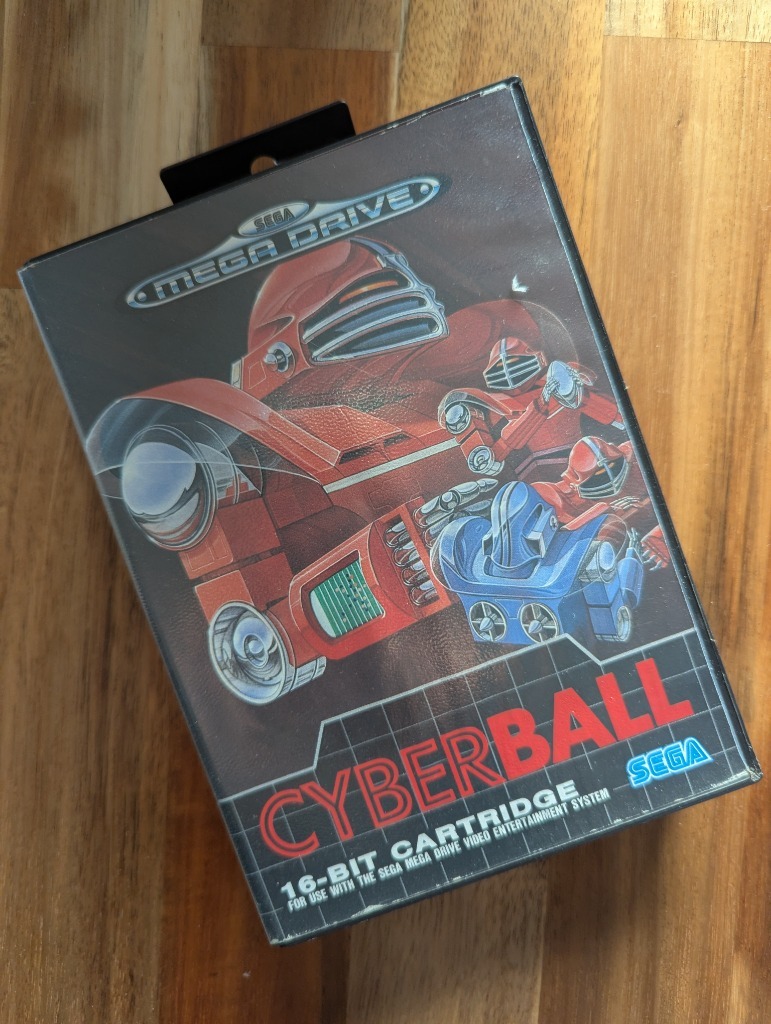 SEGA
MEGA DRIVE
CYBERBALL
SEGA
16-BIT CARTRIDGE
FOR USE WITH THE SEGA MEGA DRIVE VIDEO ENTERTAINMENT SYSTEM